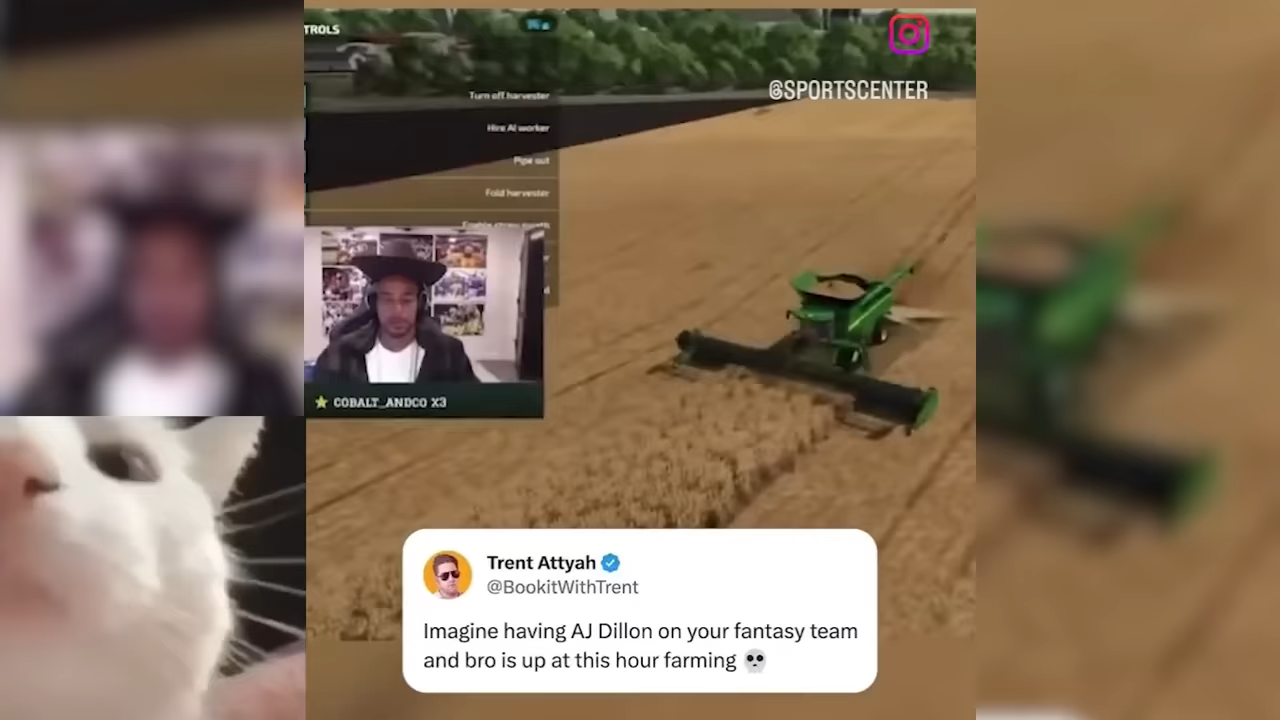 TROLS
@SPORTSCENTER
Turn off harvester
Hire AI worker
Pipe out
Fold harvester
COBALT_ANDCO X3
Trent Attyah
@BookitWithTrent
Imagine having AJ Dillon on your fantasy team
and bro is up at this hour farming 💀